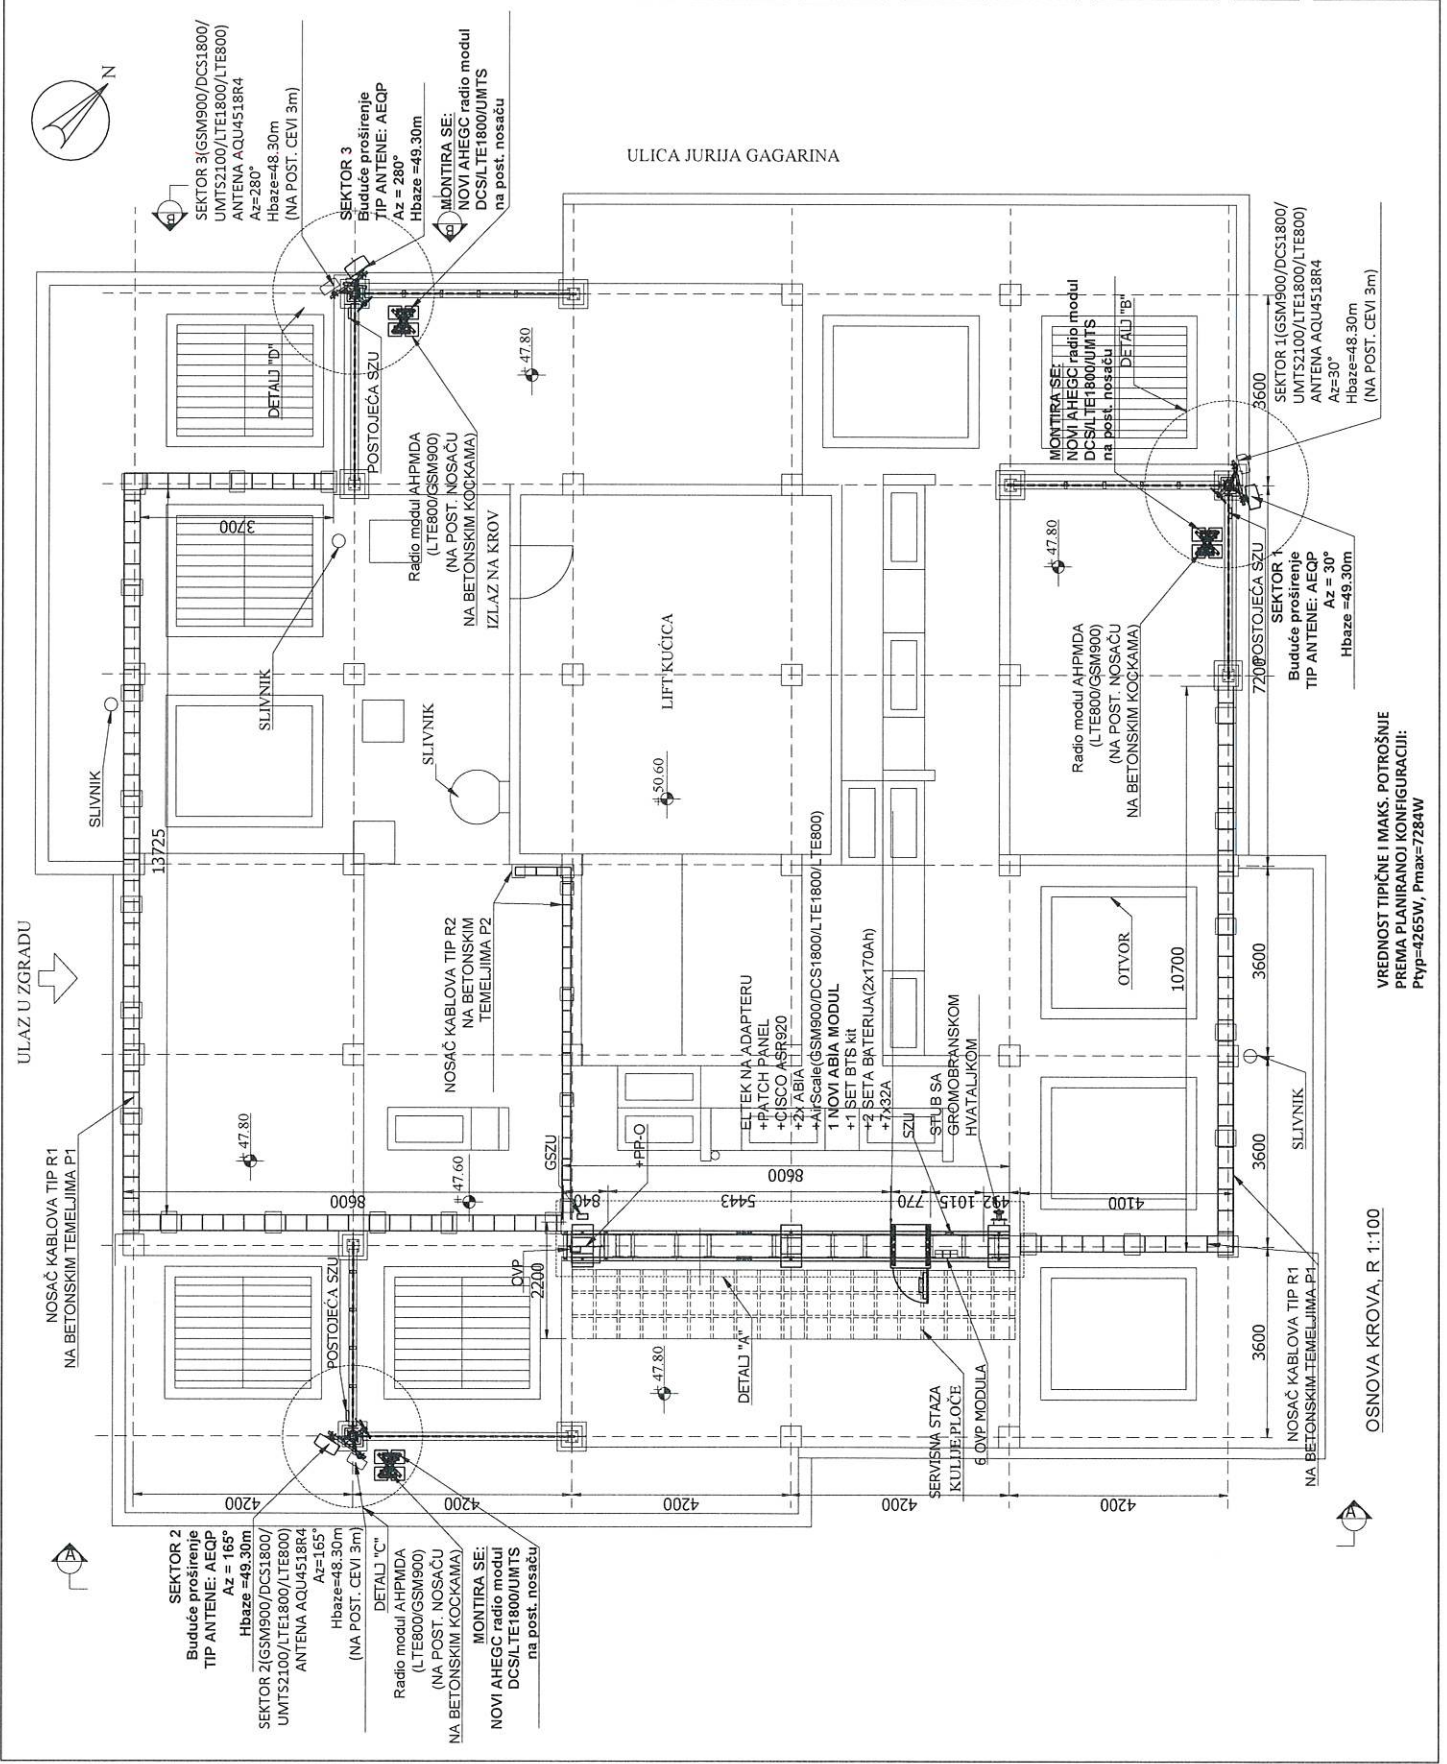 N
SEKTOR 3(GSM900/DCS1800/
UMTS2100/LTE1800/LTE800)
ANTENA AQU4518R4
Az=280°
Hbaze=48.30m
(NA POST. CEVI 3m)
SEKTOR 3
Buduće proširenje
TIP ANTENE: AEQP
Az = 280°
Hbaze =49.30m
MONTIRA SE:
NOVI AHEGC radio modul
DCS/LTE1800/UMTS
na post. nosaču
B
B
ULICA JURIJA GAGARINA
DETALJ "D"
POSTOJEĆA SZU
Radio modul AHPMDA
(LTE800/GSM900)
(NA POST. NOSAČU
NA BETONSKIM KOCKAMA)
IZLAZ NA KROV
47.80
3700
SLIVNIK
SLIVNIK
SLIVNIK
13725
LIFT KUĆICA
50.60
MONTIRA SE:
NOVI AHEGC radio modul
DCS/LTE1800/UMTS
na post. nosaču
DETALJ "B"
SEKTOR 1(GSM900/DCS1800/
UMTS2100/LTE1800/LTE800)
ANTENA AQU4518R4
Az=30°
Hbaze=48.30m
(NA POST. CEVI 3m)
3600
47.80
POSTOJEĆA SZU
7200
SEKTOR 1
Buduće proširenje
TIP ANTENE: AEQP
Az = 30°
Hbaze =49.30m
Radio modul AHPMDA
(LTE800/GSM900)
(NA POST. NOSAČU
NA BETONSKIM KOCKAMA)
ULAZ U ZGRADU
NOSAČ KABLOVA TIP R1
NA BETONSKIM TEMELJIMA P1
NOSAČ KABLOVA TIP R2
NA BETONSKIM
TEMELJIMA P2
47.80
47.60
8600
GSZU
+PP-O
OVP
2200
ELTEK NA ADAPTERU
+PATCH PANEL
+CISCO ASR920
+2x ABIA
+AirScale(GSM900/DCS1800/LTE1800/LTE800)
1 NOVI ABIA MODUL
+1 SET BTS kit
+2 SETA BATERIJA(2x170Ah)
+7x32A
SZU
STUB SA
GROMOBRANSKOM
HVATALJKOM
8600
840
5443
770
1015
492
4100
OTVOR
10700
3600
3600
3600
SLIVNIK
POSTOJEĆA SZU
DETALJ "A"
47.80
SERVISNA STAZA
KULIJE PLOČE
6 OVP MODULA
NOSAČ KABLOVA TIP R1
NA BETONSKIM TEMELJIMA P1
4200
4200
4200
4200
4200
A
A
SEKTOR 2
Buduće proširenje
TIP ANTENE: AEQP
Az = 165°
Hbaze =49.30m
SEKTOR 2(GSM900/DCS1800/
UMTS2100/LTE1800/LTE800)
ANTENA AQU4518R4
Az=165°
Hbaze=48.30m
(NA POST. CEVI 3m)
DETALJ "C"
Radio modul AHPMDA
(LTE800/GSM900)
(NA POST. NOSAČU
NA BETONSKIM KOCKAMA)
MONTIRA SE:
NOVI AHEGC radio modul
DCS/LTE1800/UMTS
na post. nosaču
VREDNOST TIPIČNE I MAKS. POTROŠNJE
PREMA PLANIRANOJ KONFIGURACIJI:
Ptyp=4265W, Pmax=7284W
OSNOVA KROVA, R 1:100